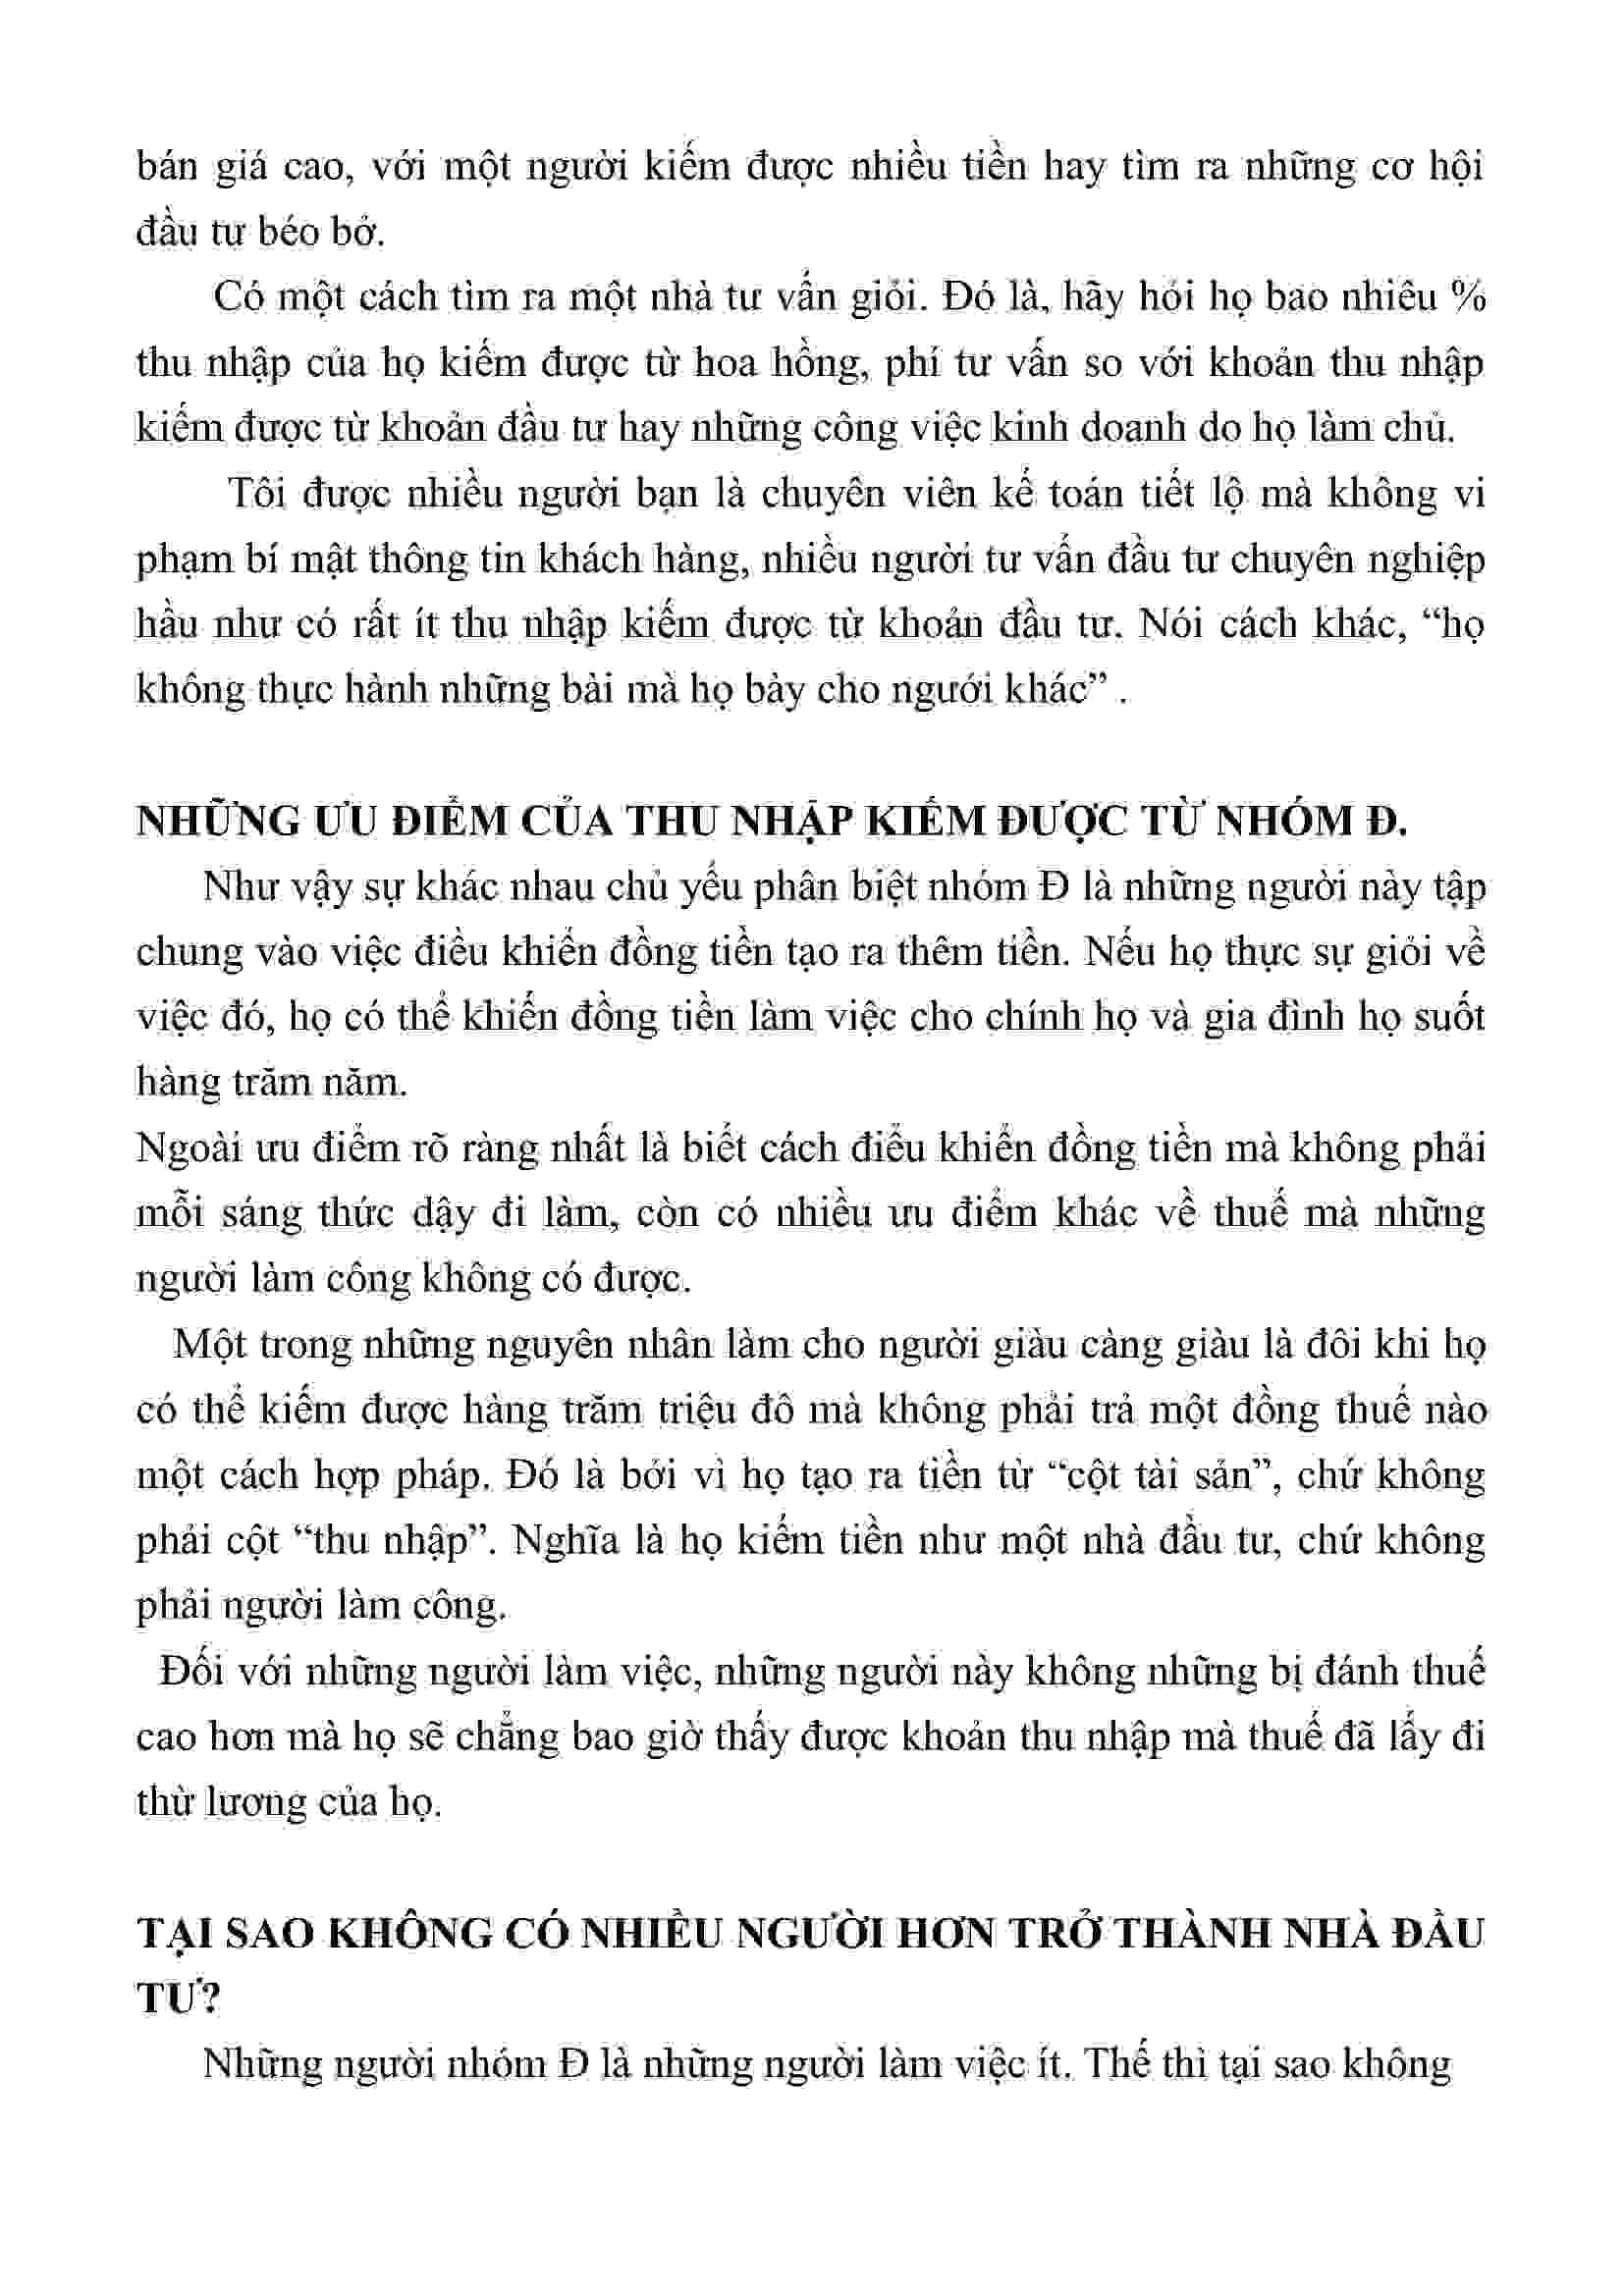 bán giá cao, với một người kiếm được nhiều tiền hay tìm ra những cơ hội
đầu tư béo bở.
Có một cách tìm ra một nhà tư vấn giỏi. Đó là, hãy hỏi họ bao nhiêu %
thu nhập của họ kiếm được từ hoa hồng, phí tư vấn so với khoản thu nhập
kiếm được từ khoản đầu tư hay những công việc kinh doanh do họ làm chủ.
Tôi được nhiều người bạn là chuyên viên kế toán tiết lộ mà không vi
phạm bí mật thông tin khách hàng, nhiều người tư vấn đầu tư chuyên nghiệp
hầu như có rất ít thu nhập kiếm được từ khoản đầu tư. Nói cách khác, “họ
không thực hành những bài mà họ bày cho người khác” .
NHỮNG ƯU ĐIỂM CỦA THU NHẬP KIẾM ĐƯỢC TỪ NHÓM Đ.
Như vậy sự khác nhau chủ yếu phân biệt nhóm Đ là những người này tập
chung vào việc điều khiển đồng tiền tạo ra thêm tiền. Nếu họ thực sự giỏi về
việc đó, họ có thể khiến đồng tiền làm việc cho chính họ và gia đình họ suốt
hàng trăm năm.
Ngoài ưu điểm rõ ràng nhất là biết cách điều khiển đồng tiền mà không phải
mỗi sáng thức dậy đi làm, còn có nhiều ưu điểm khác về thuế mà những
người làm công không có được.
Một trong những nguyên nhân làm cho người giàu càng giàu là đôi khi họ
có thể kiếm được hàng trăm triệu đô mà không phải trả một đồng thuế nào
một cách hợp pháp. Đó là bởi vì họ tạo ra tiền từ “cột tài sản”, chứ không
phải cột “thu nhập”. Nghĩa là họ kiếm tiền như một nhà đầu tư, chứ không
phải người làm công.
Đối với những người làm việc, những người này không những bị đánh thuế
cao hơn mà họ sẽ chẳng bao giờ thấy được khoản thu nhập mà thuế đã lấy đi
thừ lương của họ.
TẠI SAO KHÔNG CÓ NHIỀU NGƯỜI HƠN TRỞ THÀNH NHÀ ĐẦU
TƯ?
Những người nhóm Đ là những người làm việc ít. Thế thì tại sao không